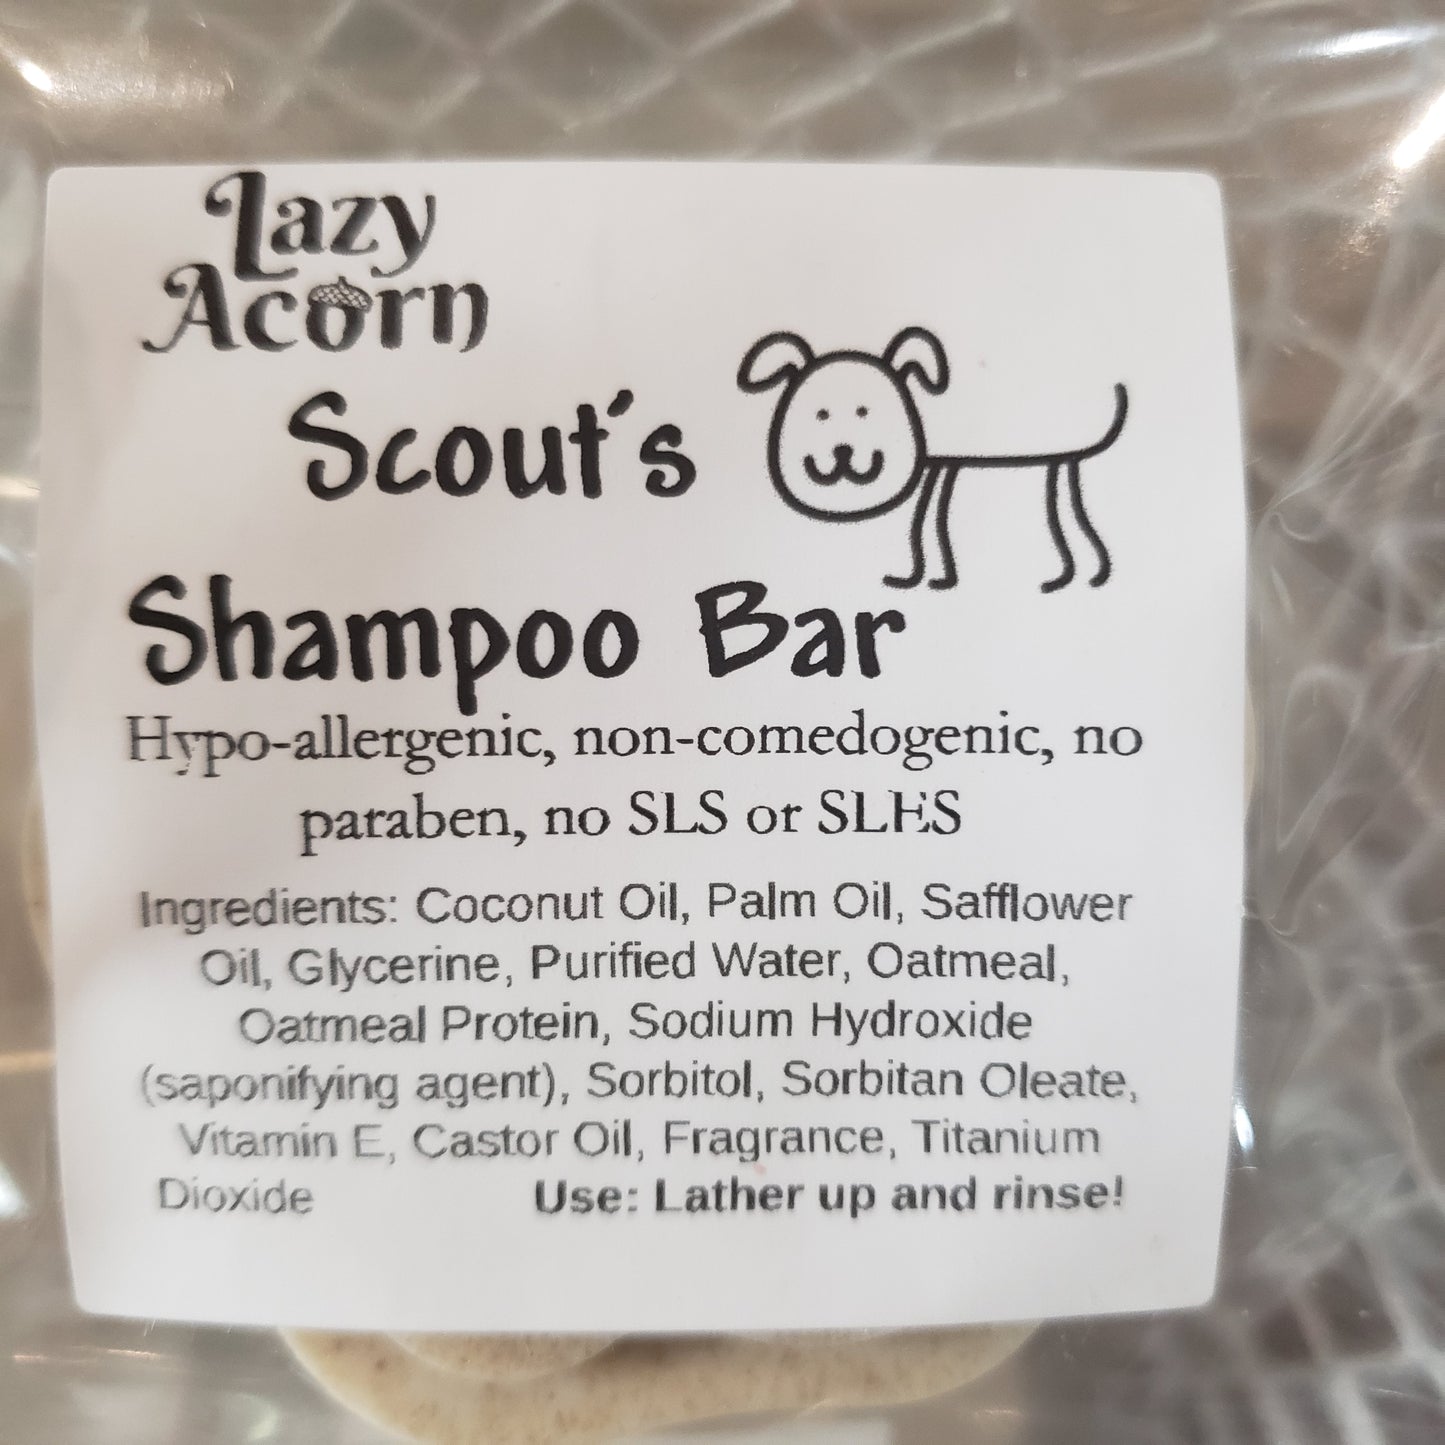 Lazy
Acorn
Scout's
Shampoo Bar
Hypo-allergenic, non-comedogenic, no
paraben, no SLS or SLES
Ingredients: Coconut Oil, Palm Oil, Safflower
Oil, Glycerine, Purified Water, Oatmeal,
Oatmeal Protein, Sodium Hydroxide
(saponifying agent), Sorbitol, Sorbitan Oleate,
Vitamin E, Castor Oil, Fragrance, Titanium
Dioxide Use: Lather up and rinse!